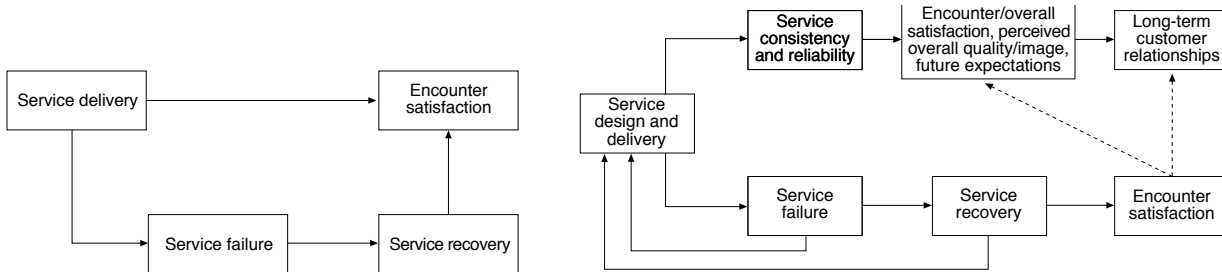 Service delivery
Encounter
satisfaction
Service failure
Service recovery
Service
consistency
and reliability
Encounter/overall
satisfaction, perceived
overall quality/image,
future expectations
Long-term
customer
relationships
Service
design and
delivery
Service
failure
Service
recovery
Encounter
satisfaction